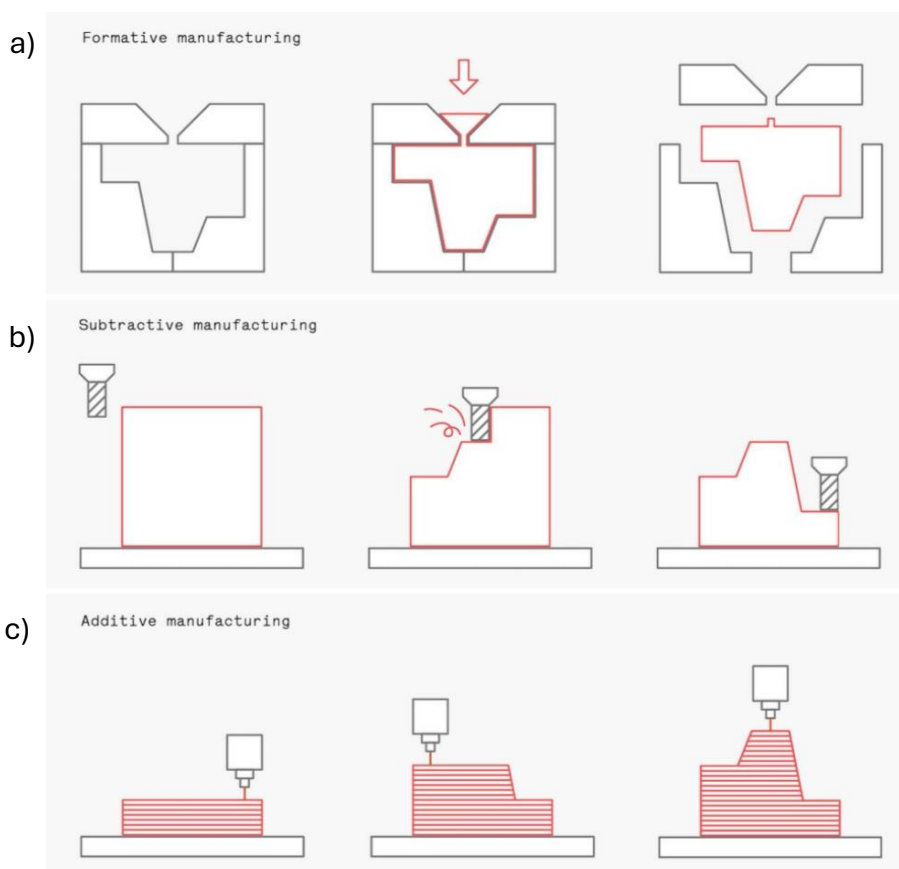 a)
Formative manufacturing
b)
Subtractive manufacturing
c)
Additive manufacturing